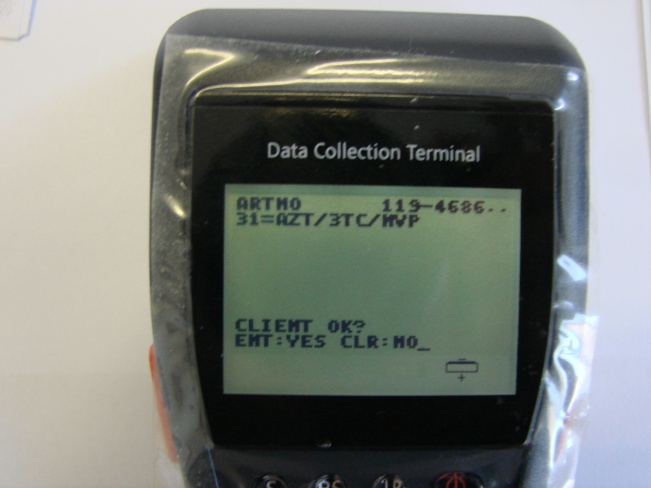 Data Collection Terminal
ARTNO 119-4686..
31=AZT/3TC/NVP
CLIENT OK?
ENT:YES CLR:NO_